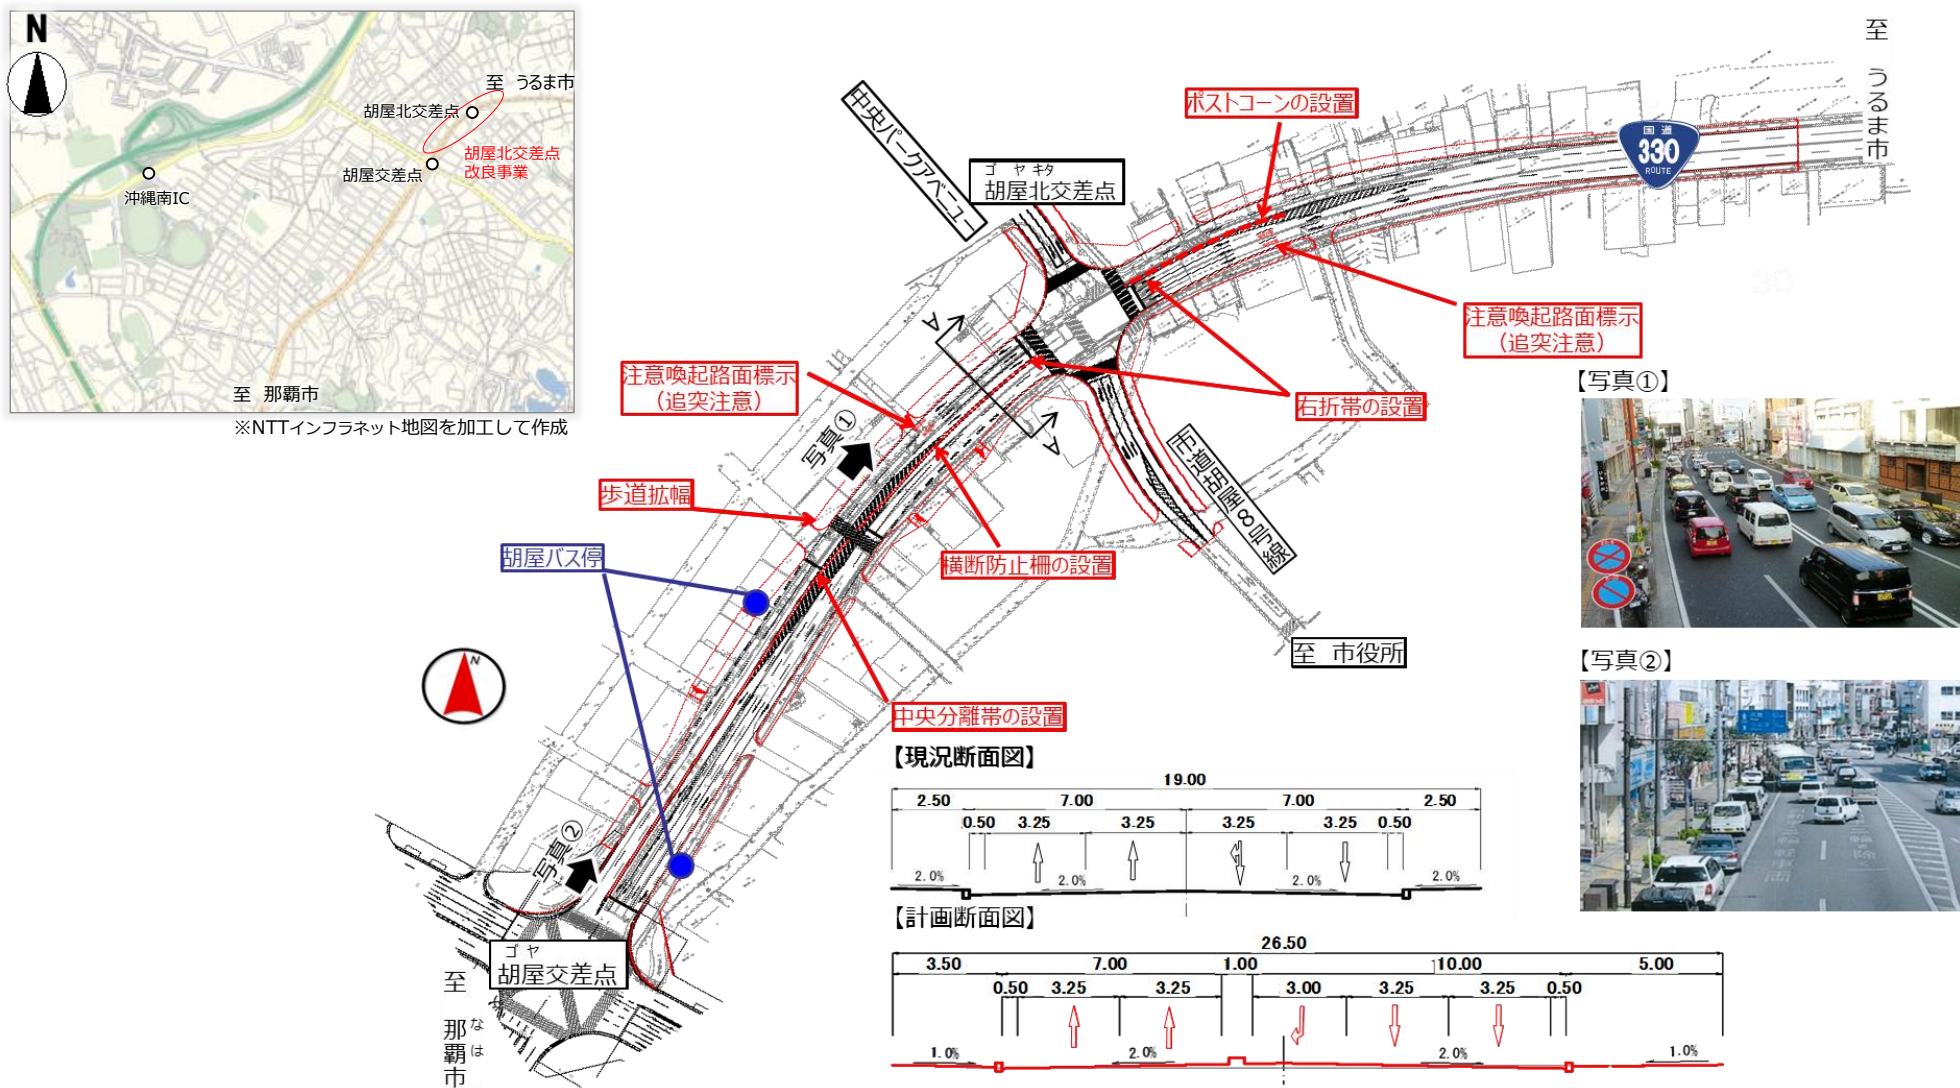 N
至 うるま市
胡屋北交差点
胡屋北交差点
改良事業
胡屋交差点
沖縄南IC
至 那覇市
※NTTインフラネット地図を加工して作成
中央パークアベニュー
ゴ ヤ キタ
胡屋北交差点
ポストコーンの設置
国道
330
ROUTE
至 うるま市
注意喚起路面標示
（追突注意）
右折帯の設置
注意喚起路面標示
（追突注意）
A
A
写真①
歩道拡幅
胡屋バス停
横断防止柵の設置
市道胡屋8号線
至 市役所
N
中央分離帯の設置
写真②
ゴ ヤ
胡屋交差点
至 那覇市
なは
【写真①】
【写真②】
【現況断面図】
19.00
2.50 7.00 7.00 2.50
0.50 3.25 3.25 3.25 3.25 0.50
2.0% 2.0% 2.0% 2.0%
【計画断面図】
26.50
3.50 7.00 1.00 10.00 5.00
0.50 3.25 3.25 3.00 3.25 3.25 0.50
1.0% 2.0% 2.0% 1.0%